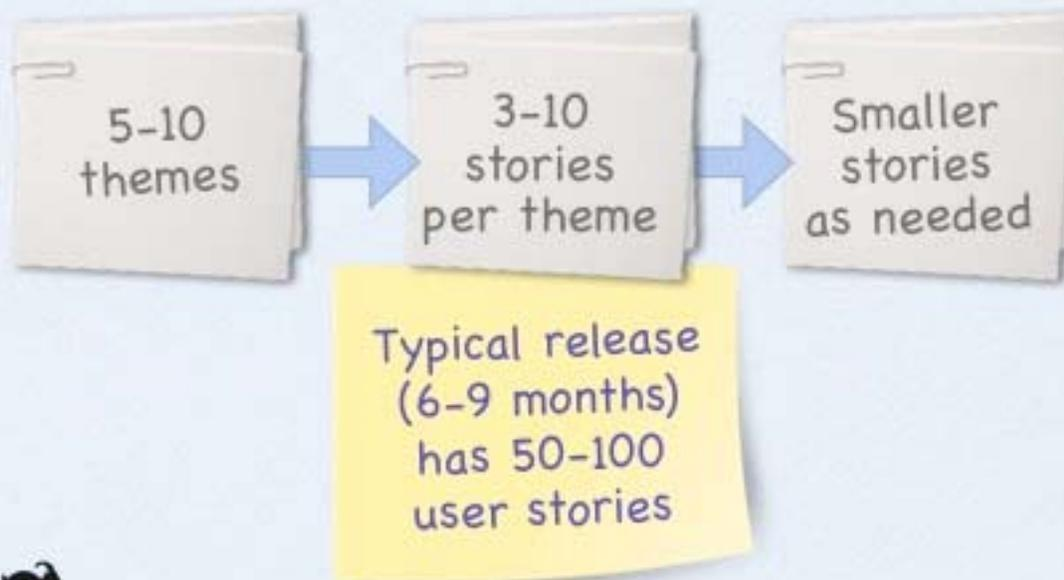 5-10
themes
3-10
stories
per theme
Smaller
stories
as needed
Typical release
(6-9 months)
has 50-100
user stories